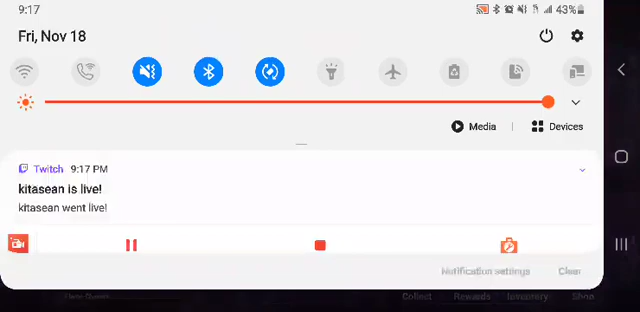 9:17
43%
Fri, Nov 18
Media
Devices
Twitch 9:17 PM
kitasean is live!
kitasean went live!
Notification settings
Clear
Collect
Rewards
Inventory
Shop